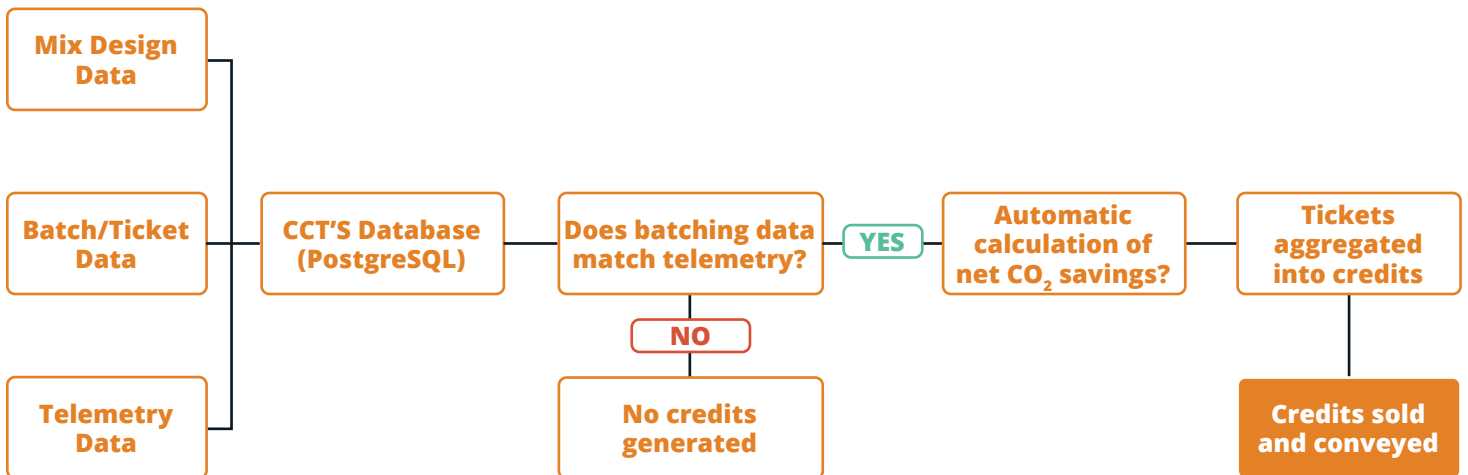 Mix Design
Data
Batch/Ticket
Data
Telemetry
Data
CCT'S Database
(PostgreSQL)
Does batching data
match telemetry?
YES
NO
No credits
generated
Automatic
calculation of
net CO₂ savings?
Tickets
aggregated
into credits
Credits sold
and conveyed